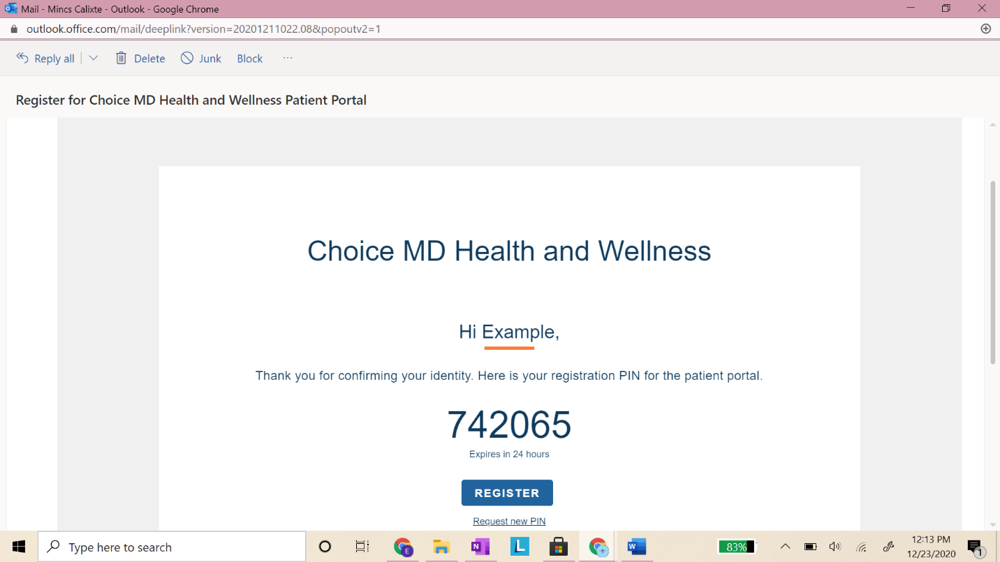 Mail - Mincs Calixte - Outlook - Google Chrome
outlook.office.com/mail/deeplink?version=20201211022.08&popoutv2=1
Reply all Delete Junk Block ...
Register for Choice MD Health and Wellness Patient Portal
Choice MD Health and Wellness
Hi Example,
Thank you for confirming your identity. Here is your registration PIN for the patient portal.
742065
Expires in 24 hours
REGISTER
Request new PIN
Type here to search
E
N
L
W
83%
12:13 PM
12/23/2020
1